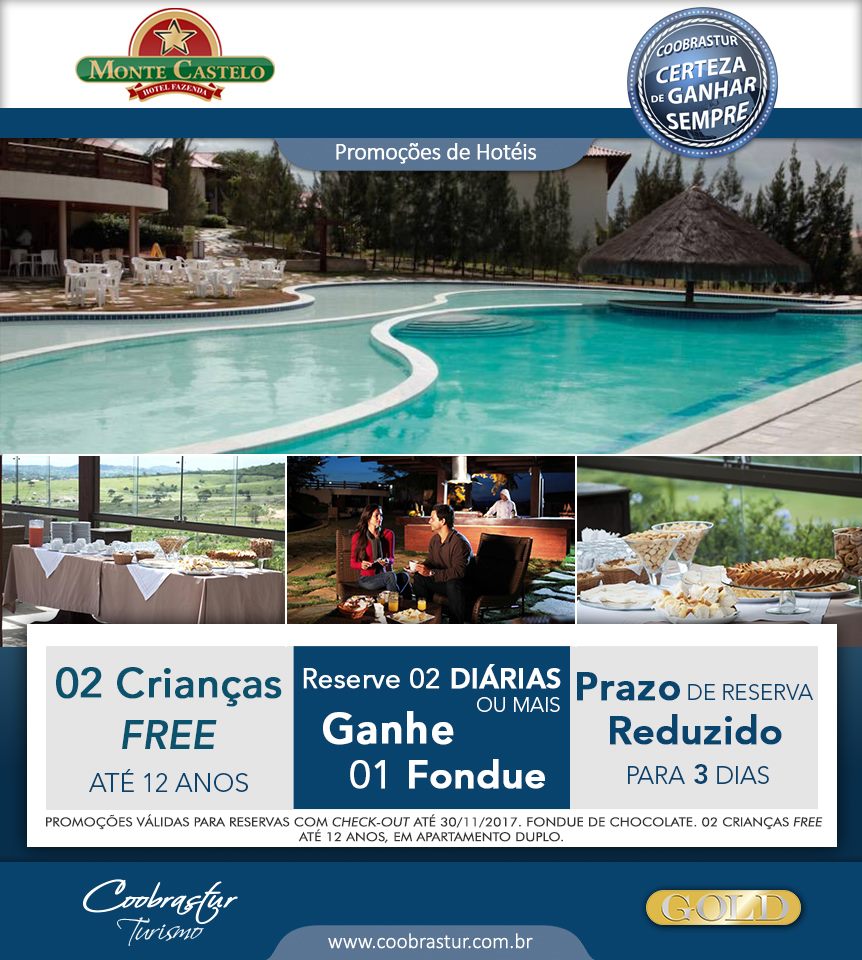 MONTE CASTELO
HOTEL FAZENDA
COOBRASTUR
CERTEZA
DE GANHAR
SEMPRE
Promoções de Hotéis
02 Crianças
FREE
ATÉ 12 ANOS
Reserve 02 DIÁRIAS
OU MAIS
Ganhe
01 Fondue
Prazo DE RESERVA
Reduzido
PARA 3 DIAS
PROMOÇÕES VÁLIDAS PARA RESERVAS COM CHECK-OUT ATÉ 30/11/2017. FONDUE DE CHOCOLATE. 02 CRIANÇAS FREE
ATÉ 12 ANOS, EM APARTAMENTO DUPLO.
Coobrastur
Turismo
GOLD
www.coobrastur.com.br